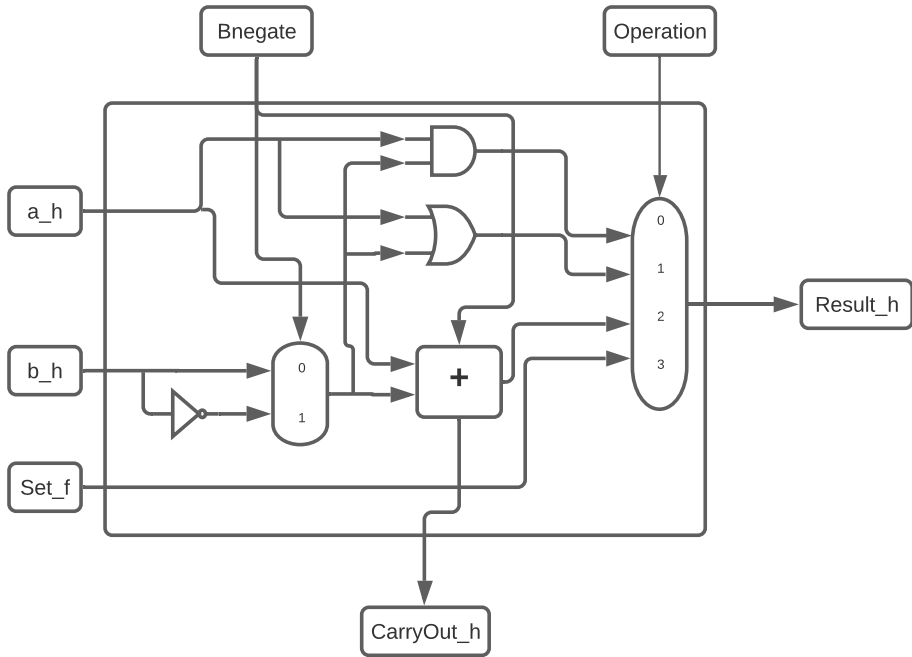 Bnegate
Operation
a_h
0
1
Result_h
2
b_h
0
3
+
1
Set_f
CarryOut_h